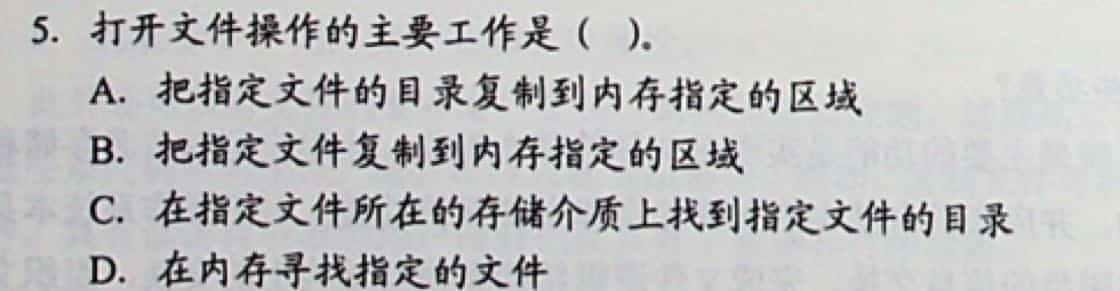 5. 打开文件操作的主要工作是（ ）。
A. 把指定文件的目录复制到内存指定的区域
B. 把指定文件复制到内存指定的区域
C. 在指定文件所在的存储介质上找到指定文件的目录
D. 在内存寻找指定的文件